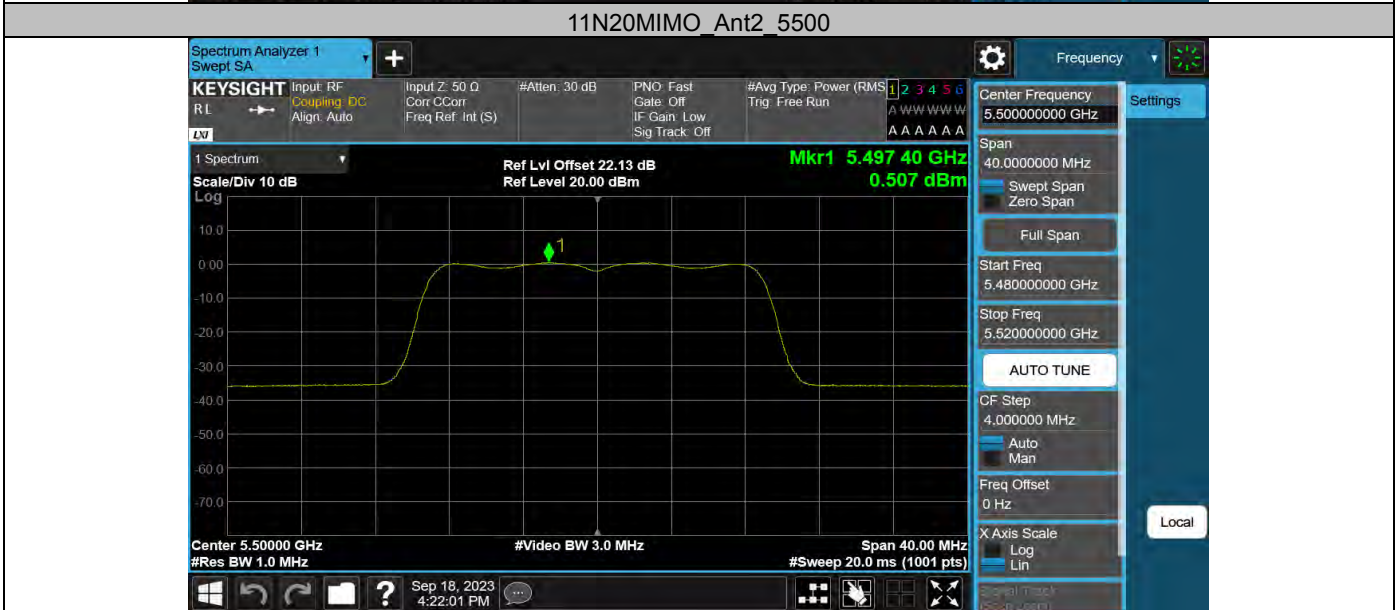 11N20MIMO_Ant2_5500
Spectrum Analyzer 1
Swept SA
Frequency
KEYSIGHT
R L
LXI
Input: RF
Coupling: DC
Align: Auto
Input Z: 50 Ω
Corr CCorr
Freq Ref: Int (S)
#Atten: 30 dB
PNO: Fast
Gate: Off
IF Gain: Low
Sig Track: Off
#Avg Type: Power (RMS
Trig: Free Run
1 2 3 4 5 6
A W W W W W
A A A A A A
1 Spectrum
Scale/Div 10 dB
Log
Ref Lvl Offset 22.13 dB
Ref Level 20.00 dBm
Mkr1 5.497 40 GHz
0.507 dBm
1
10.0
0.00
-10.0
-20.0
-30.0
-40.0
-50.0
-60.0
-70.0
Center 5.50000 GHz
#Res BW 1.0 MHz
#Video BW 3.0 MHz
Span 40.00 MHz
#Sweep 20.0 ms (1001 pts)
Center Frequency
5.500000000 GHz
Settings
Span
40.0000000 MHz
Swept Span
Zero Span
Full Span
Start Freq
5.480000000 GHz
Stop Freq
5.520000000 GHz
AUTO TUNE
CF Step
4.000000 MHz
Auto
Man
Freq Offset
0 Hz
X Axis Scale
Log
Lin
Local
?
Sep 18, 2023
4:22:01 PM